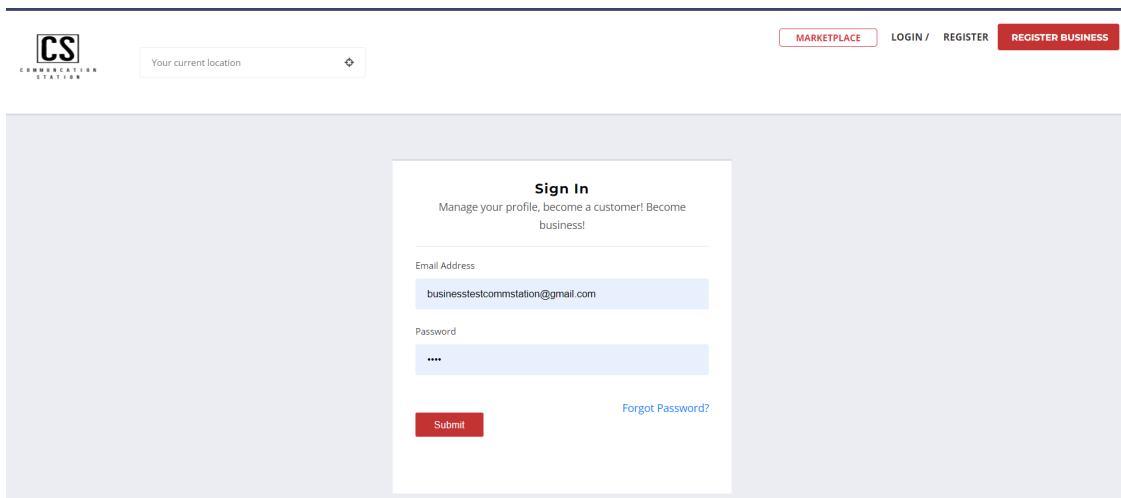 CS
COMMUNCATION
STATION
Your current location
MARKETPLACE
LOGIN / REGISTER
REGISTER BUSINESS
Sign In
Manage your profile, become a customer! Become
business!
Email Address
businesstestcommstation@gmail.com
Password
••••
Forgot Password?
Submit